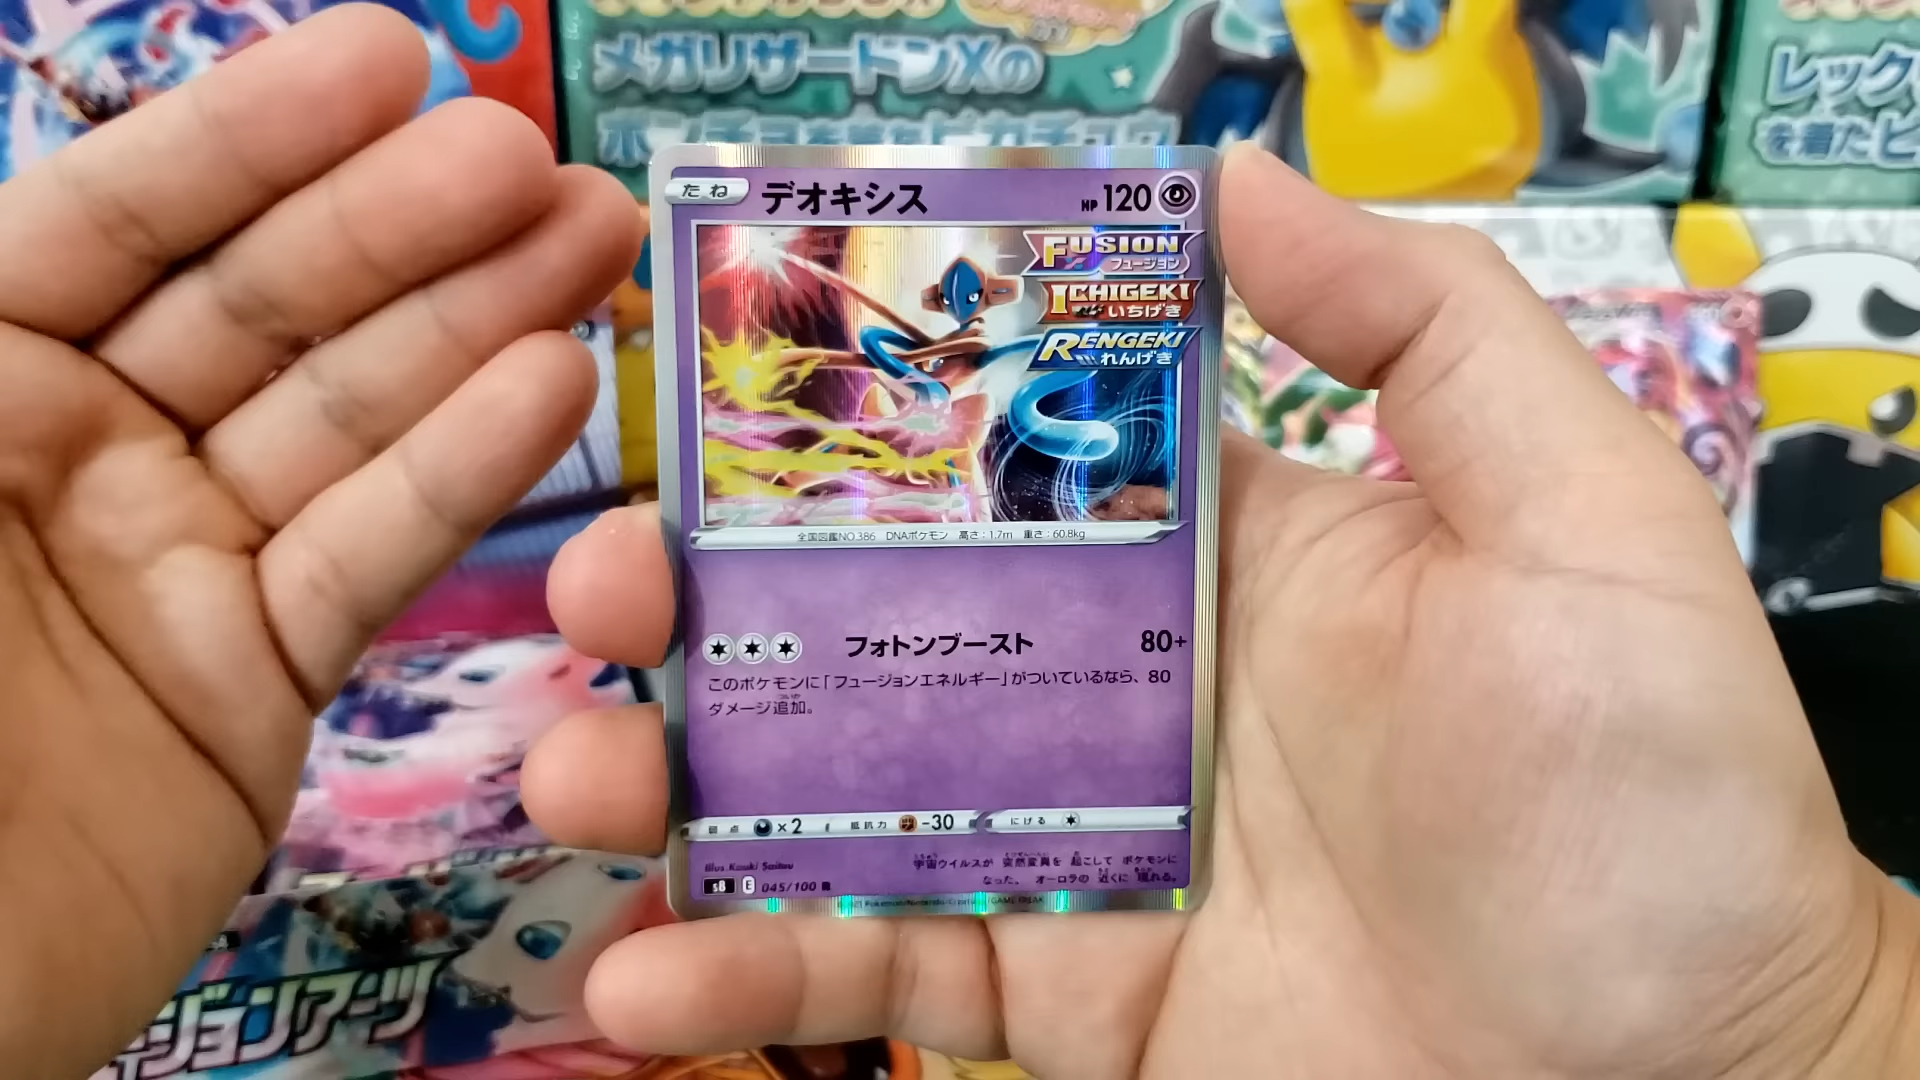 メガリザードンXの
ポンチョを着たピカチュウ
レック
を着たピ
たね デオキシス HP 120
FUSION
フュージョン
ICHIGEKI
いちげき
RENGEKI
れんげき
全国図鑑NO.386 DNAポケモン 高さ：1.7m 重さ：60.8kg
フォトンブースト 80+
このポケモンに「フュージョンエネルギー」がついているなら、80
ダメージ追加。
弱点 ×2 抵抗力 -30 にげる
Illus. Kouki Saitou
宇宙ウイルスが 突然変異を 起こして ポケモンに
なった。 オーロラの 近くに 現れる。
s8 E 045/100 R
ジョンアーツ